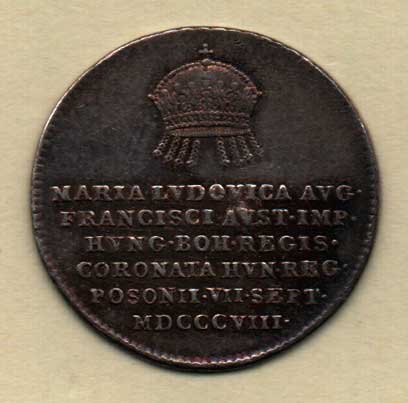 MARIA LVDOVICA AVG·
FRANCISCI AVST·IMP·
HVNG·BOH·REGIS·
CORONATA HVN·REG·
POSONII·VII·SEPT·
MDCCCVIII·